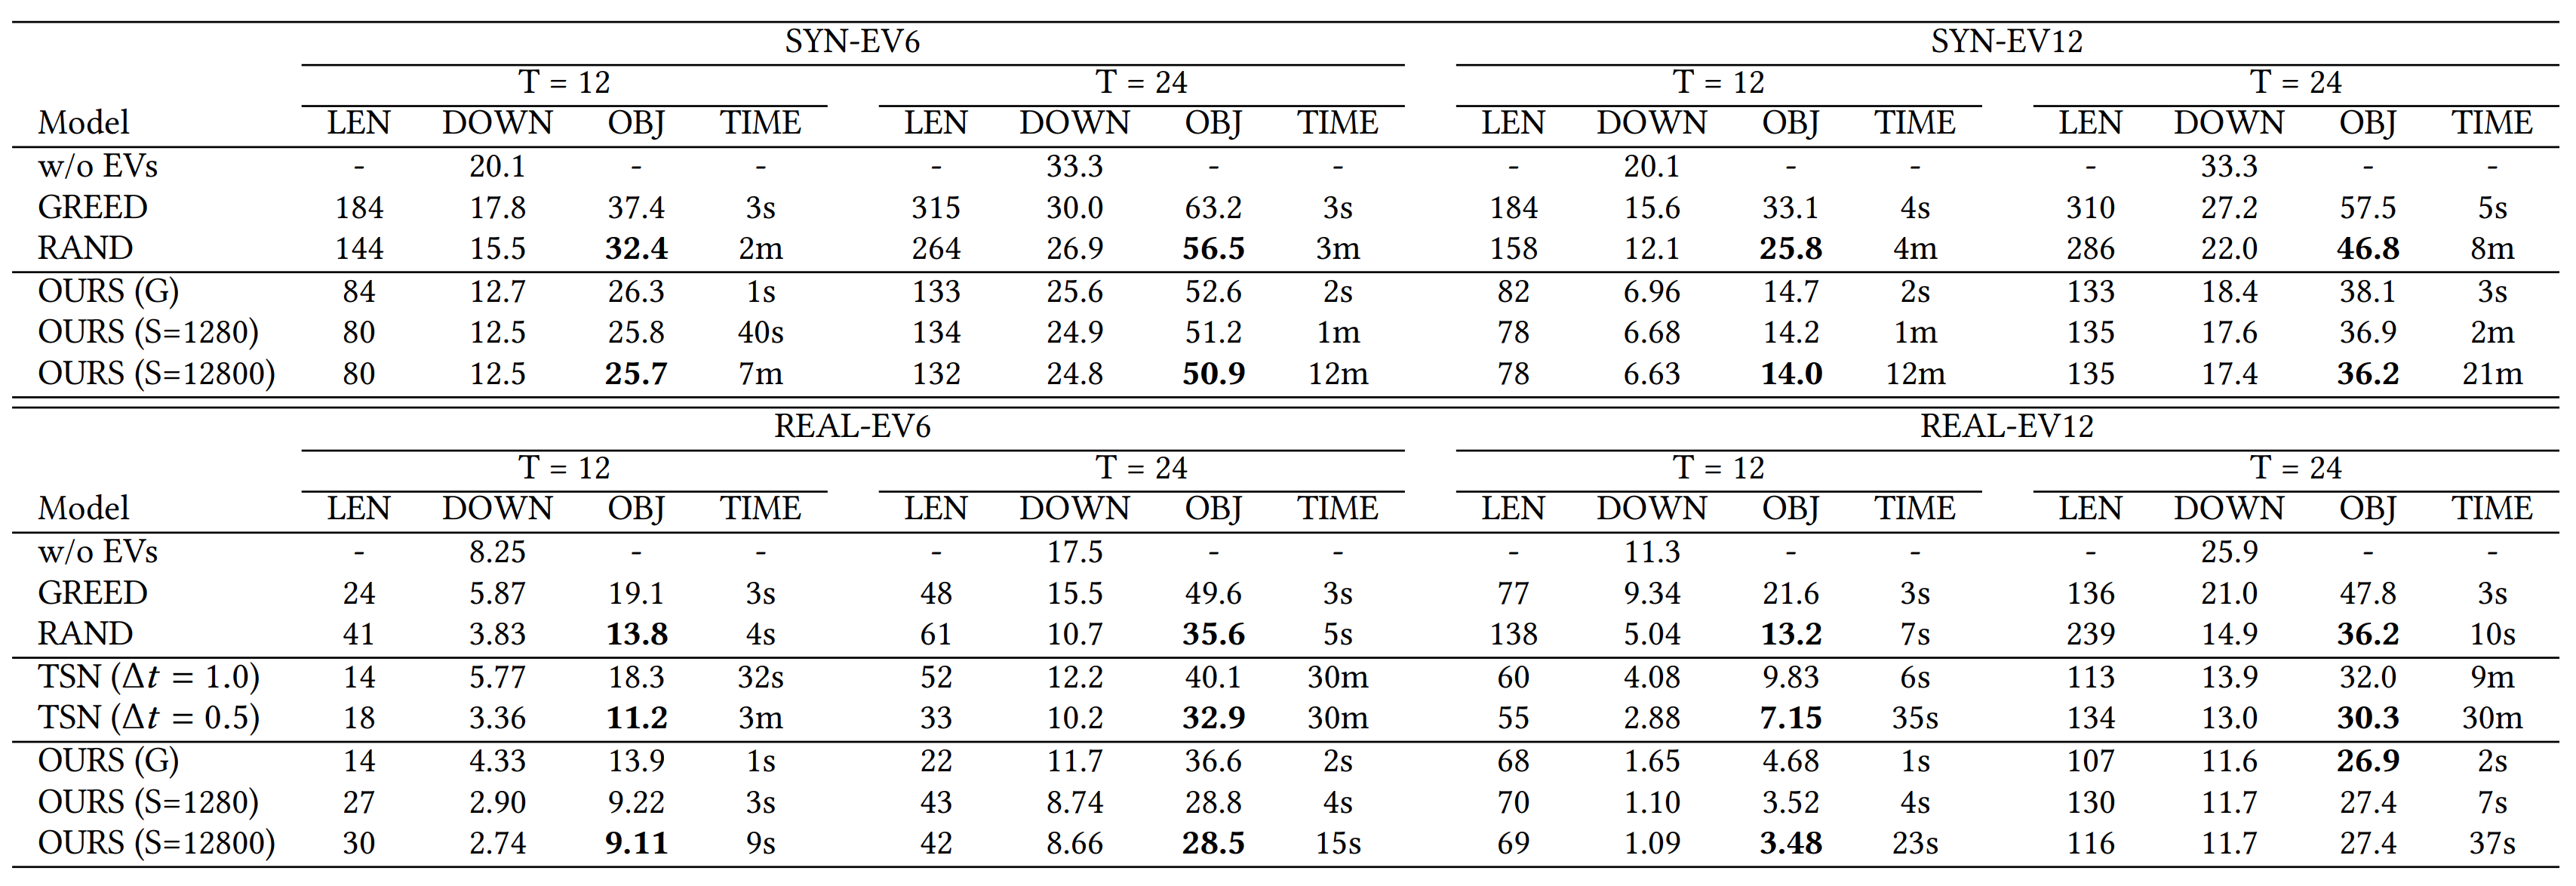 SYN-EV6 SYN-EV12
T = 12 T = 24 T = 12 T = 24
Model LEN DOWN OBJ TIME LEN DOWN OBJ TIME LEN DOWN OBJ TIME LEN DOWN OBJ TIME
w/o EVs - 20.1 - - - 33.3 - - - 20.1 - - - 33.3 - -
GREED 184 17.8 37.4 3s 315 30.0 63.2 3s 184 15.6 33.1 4s 310 27.2 57.5 5s
RAND 144 15.5 32.4 2m 264 26.9 56.5 3m 158 12.1 25.8 4m 286 22.0 46.8 8m
OURS (G) 84 12.7 26.3 1s 133 25.6 52.6 2s 82 6.96 14.7 2s 133 18.4 38.1 3s
OURS (S=1280) 80 12.5 25.8 40s 134 24.9 51.2 1m 78 6.68 14.2 1m 135 17.6 36.9 2m
OURS (S=12800) 80 12.5 25.7 7m 132 24.8 50.9 12m 78 6.63 14.0 12m 135 17.4 36.2 21m
REAL-EV6 REAL-EV12
T = 12 T = 24 T = 12 T = 24
Model LEN DOWN OBJ TIME LEN DOWN OBJ TIME LEN DOWN OBJ TIME LEN DOWN OBJ TIME
w/o EVs - 8.25 - - - 17.5 - - - 11.3 - - - 25.9 - -
GREED 24 5.87 19.1 3s 48 15.5 49.6 3s 77 9.34 21.6 3s 136 21.0 47.8 3s
RAND 41 3.83 13.8 4s 61 10.7 35.6 5s 138 5.04 13.2 7s 239 14.9 36.2 10s
TSN (Δt = 1.0) 14 5.77 18.3 32s 52 12.2 40.1 30m 60 4.08 9.83 6s 113 13.9 32.0 9m
TSN (Δt = 0.5) 18 3.36 11.2 3m 33 10.2 32.9 30m 55 2.88 7.15 35s 134 13.0 30.3 30m
OURS (G) 14 4.33 13.9 1s 22 11.7 36.6 2s 68 1.65 4.68 1s 107 11.6 26.9 2s
OURS (S=1280) 27 2.90 9.22 3s 43 8.74 28.8 4s 70 1.10 3.52 4s 130 11.7 27.4 7s
OURS (S=12800) 30 2.74 9.11 9s 42 8.66 28.5 15s 69 1.09 3.48 23s 116 11.7 27.4 37s